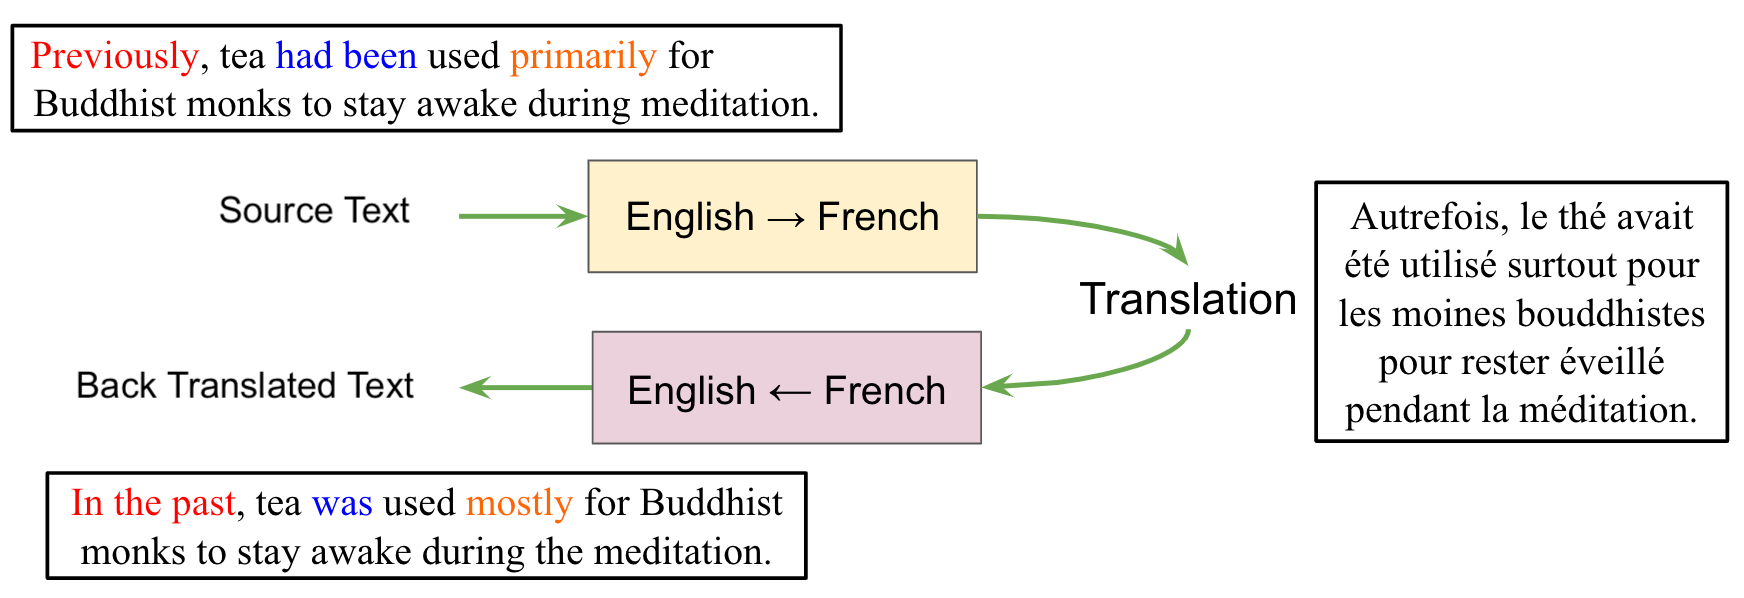 Previously, tea had been used primarily for
Buddhist monks to stay awake during meditation.
Source Text
English → French
Translation
Autrefois, le thé avait
été utilisé surtout pour
les moines bouddhistes
pour rester éveillé
pendant la méditation.
Back Translated Text
English ← French
In the past, tea was used mostly for Buddhist
monks to stay awake during the meditation.